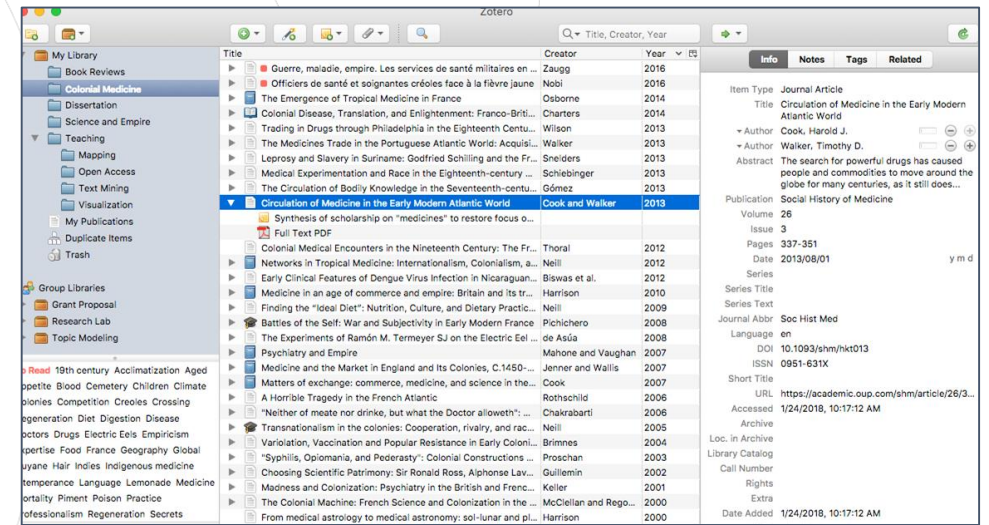 Zotero
Title, Creator, Year
My Library
Book Reviews
Colonial Medicine
Dissertation
Science and Empire
Teaching
Mapping
Open Access
Text Mining
Visualization
My Publications
Duplicate Items
Trash
Group Libraries
Grant Proposal
Research Lab
Topic Modeling
Read 19th century Acclimatization Aged
ppetite Blood Cemetery Children Climate
olonies Competition Creoles Crossing
egeneration Diet Digestion Disease
octors Drugs Electric Eels Empiricism
xpertise Food France Geography Global
uyane Hair Indies Indigenous medicine
temperance Language Lemonade Medicine
ortality Piment Poison Practice
rofessionalism Regeneration Secrets
Title Creator Year
Guerre, maladie, empire. Les services de santé militaires en ... Zaugg 2016
Officiers de santé et soignantes créoles face à la fièvre jaune Nobi 2016
The Emergence of Tropical Medicine in France Osborne 2014
Colonial Disease, Translation, and Enlightenment: Franco-Briti... Charters 2014
Trading in Drugs through Philadelphia in the Eighteenth Centu... Wilson 2013
The Medicines Trade in the Portuguese Atlantic World: Acquisi... Walker 2013
Leprosy and Slavery in Suriname: Godfried Schilling and the Fr... Snelders 2013
Medical Experimentation and Race in the Eighteenth-century ... Schiebinger 2013
The Circulation of Bodily Knowledge in the Seventeenth-centu... Gómez 2013
Circulation of Medicine in the Early Modern Atlantic World Cook and Walker 2013
Synthesis of scholarship on "medicines" to restore focus o...
Full Text PDF
Colonial Medical Encounters in the Nineteenth Century: The Fr... Thoral 2012
Networks in Tropical Medicine: Internationalism, Colonialism, a... Neill 2012
Early Clinical Features of Dengue Virus Infection in Nicaraguan... Biswas et al. 2012
Medicine in an age of commerce and empire: Britain and its tr... Harrison 2010
Finding the "Ideal Diet": Nutrition, Culture, and Dietary Practic... Neill 2009
Battles of the Self: War and Subjectivity in Early Modern France Pichichero 2008
The Experiments of Ramón M. Termeyer SJ on the Electric Eel ... de Asúa 2008
Psychiatry and Empire Mahone and Vaughan 2007
Medicine and the Market in England and Its Colonies, C.1450-... Jenner and Wallis 2007
Matters of exchange: commerce, medicine, and science in the... Cook 2007
A Horrible Tragedy in the French Atlantic Rothschild 2006
"Neither of meate nor drinke, but what the Doctor alloweth": ... Chakrabarti 2006
Transnationalism in the colonies: Cooperation, rivalry, and rac... Neill 2005
Variolation, Vaccination and Popular Resistance in Early Coloni... Brimnes 2004
"Syphilis, Opiomania, and Pederasty": Colonial Constructions ... Proschan 2003
Choosing Scientific Patrimony: Sir Ronald Ross, Alphonse Lav... Guillemin 2002
Madness and Colonization: Psychiatry in the British and Frenc... Keller 2001
The Colonial Machine: French Science and Colonization in the ... McClellan and Rego... 2000
From medical astrology to medical astronomy: sol-lunar and pl... Harrison 2000
Info Notes Tags Related
Item Type Journal Article
Title Circulation of Medicine in the Early Modern
Atlantic World
Author Cook, Harold J.
Author Walker, Timothy D.
Abstract The search for powerful drugs has caused
people and commodities to move around the
globe for many centuries, as it still does...
Publication Social History of Medicine
Volume 26
Issue 3
Pages 337-351
Date 2013/08/01 y m d
Series
Series Title
Series Text
Journal Abbr Soc Hist Med
Language en
DOI 10.1093/shm/hkt013
ISSN 0951-631X
Short Title
URL https://academic.oup.com/shm/article/26/3...
Accessed 1/24/2018, 10:17:12 AM
Archive
Loc. in Archive
Library Catalog
Call Number
Rights
Extra
Date Added 1/24/2018, 10:17:12 AM